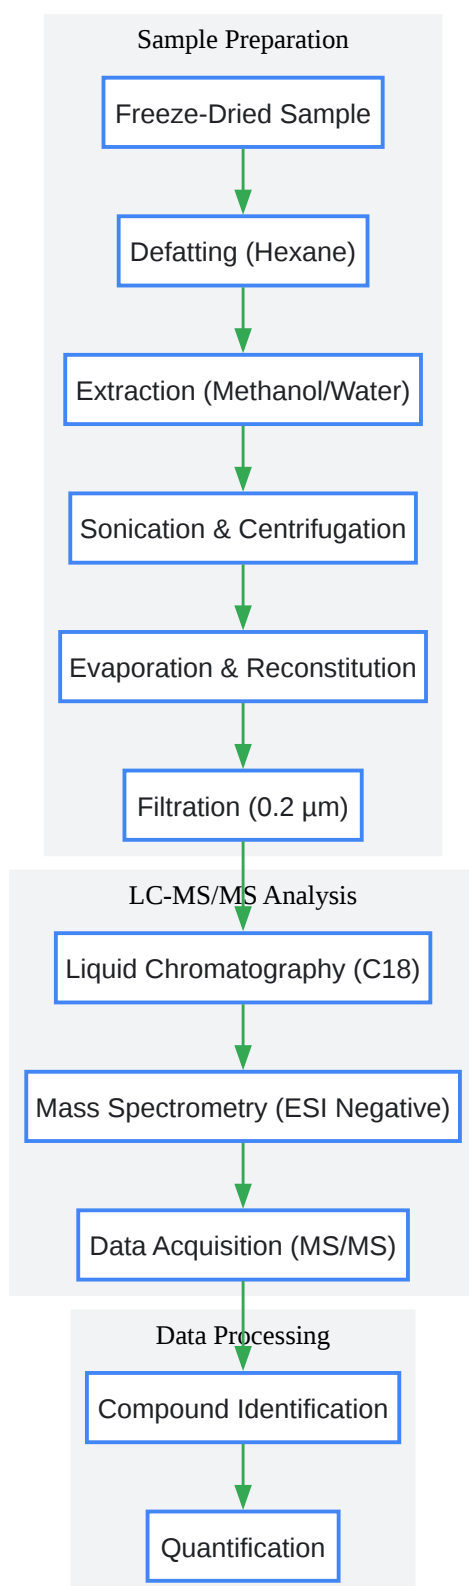 Sample Preparation
Freeze-Dried Sample
Defatting (Hexane)
Extraction (Methanol/Water)
Sonication & Centrifugation
Evaporation & Reconstitution
Filtration (0.2 µm)
LC-MS/MS Analysis
Liquid Chromatography (C18)
Mass Spectrometry (ESI Negative)
Data Acquisition (MS/MS)
Data Processing
Compound Identification
Quantification